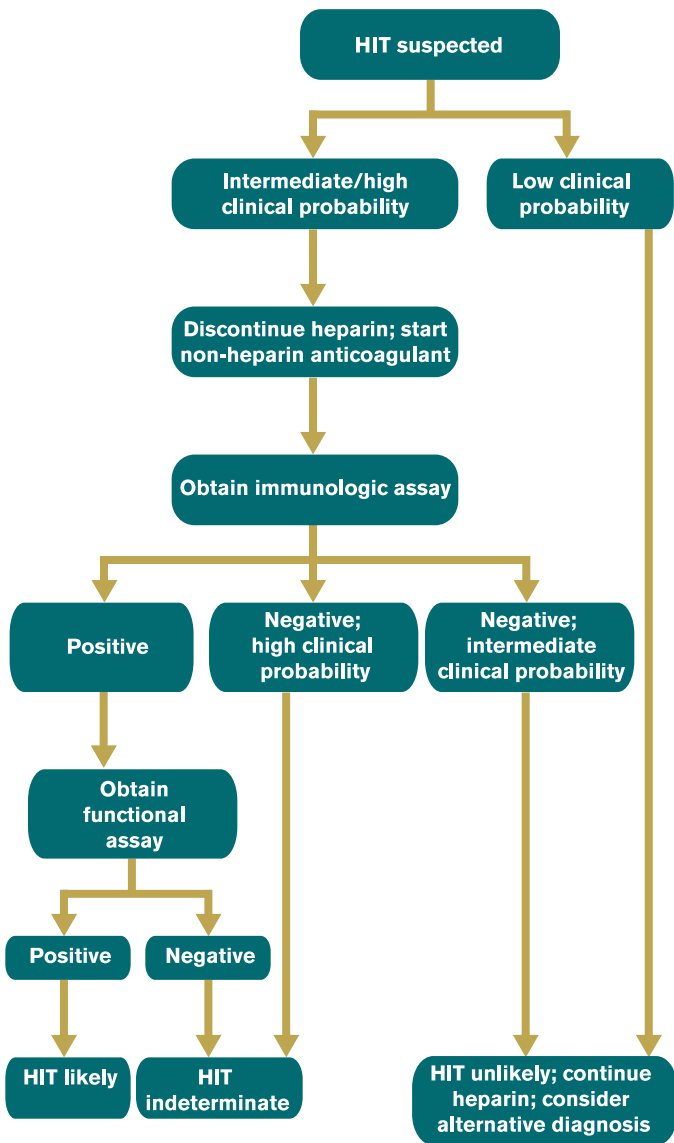 HIT suspected
Intermediate/high
clinical probability
Low clinical
probability
Discontinue heparin; start
non-heparin anticoagulant
Obtain immunologic assay
Positive
Negative;
high clinical
probability
Negative;
intermediate
clinical probability
Obtain
functional
assay
Positive
Negative
HIT likely
HIT
indeterminate
HIT unlikely; continue
heparin; consider
alternative diagnosis